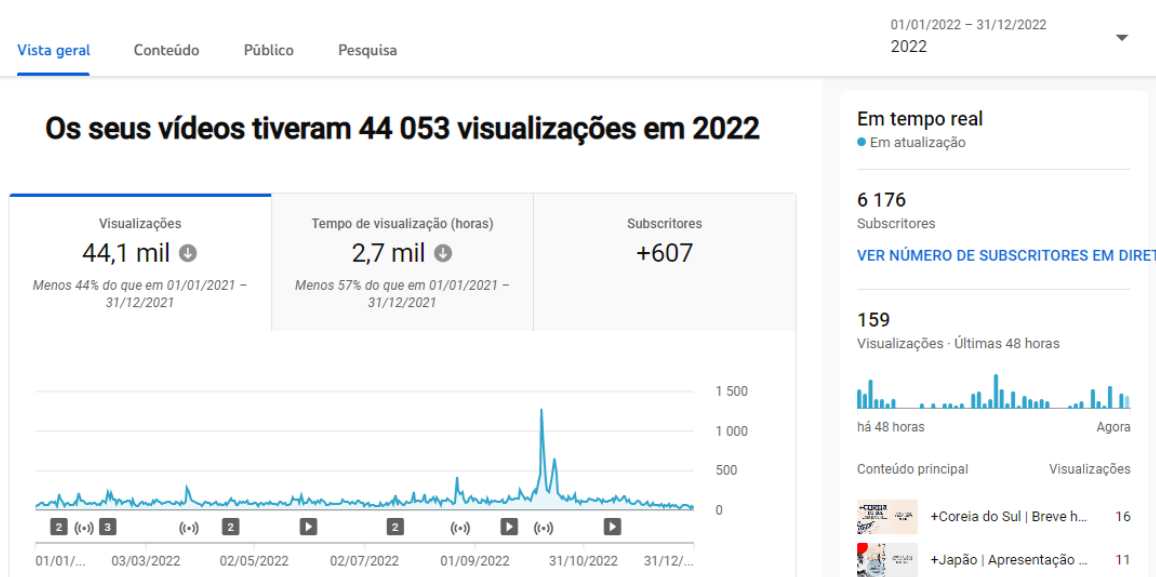 01/01/2022 – 31/12/2022
Vista geral Conteúdo Público Pesquisa 2022
Os seus vídeos tiveram 44 053 visualizações em 2022
Visualizações
44,1 mil
Menos 44% do que em 01/01/2021 –
31/12/2021
Tempo de visualização (horas)
2,7 mil
Menos 57% do que em 01/01/2021 –
31/12/2021
Subscritores
+607
1 500
1 000
500
0
2 3 2 2
01/01/... 03/03/2022 02/05/2022 02/07/2022 01/09/2022 31/10/2022 31/12/...
Em tempo real
Em atualização
6 176
Subscritores
VER NÚMERO DE SUBSCRITORES EM DIRET
159
Visualizações · Últimas 48 horas
há 48 horas Agora
Conteúdo principal Visualizações
+Coreia do Sul | Breve h... 16
+Japão | Apresentação ... 11